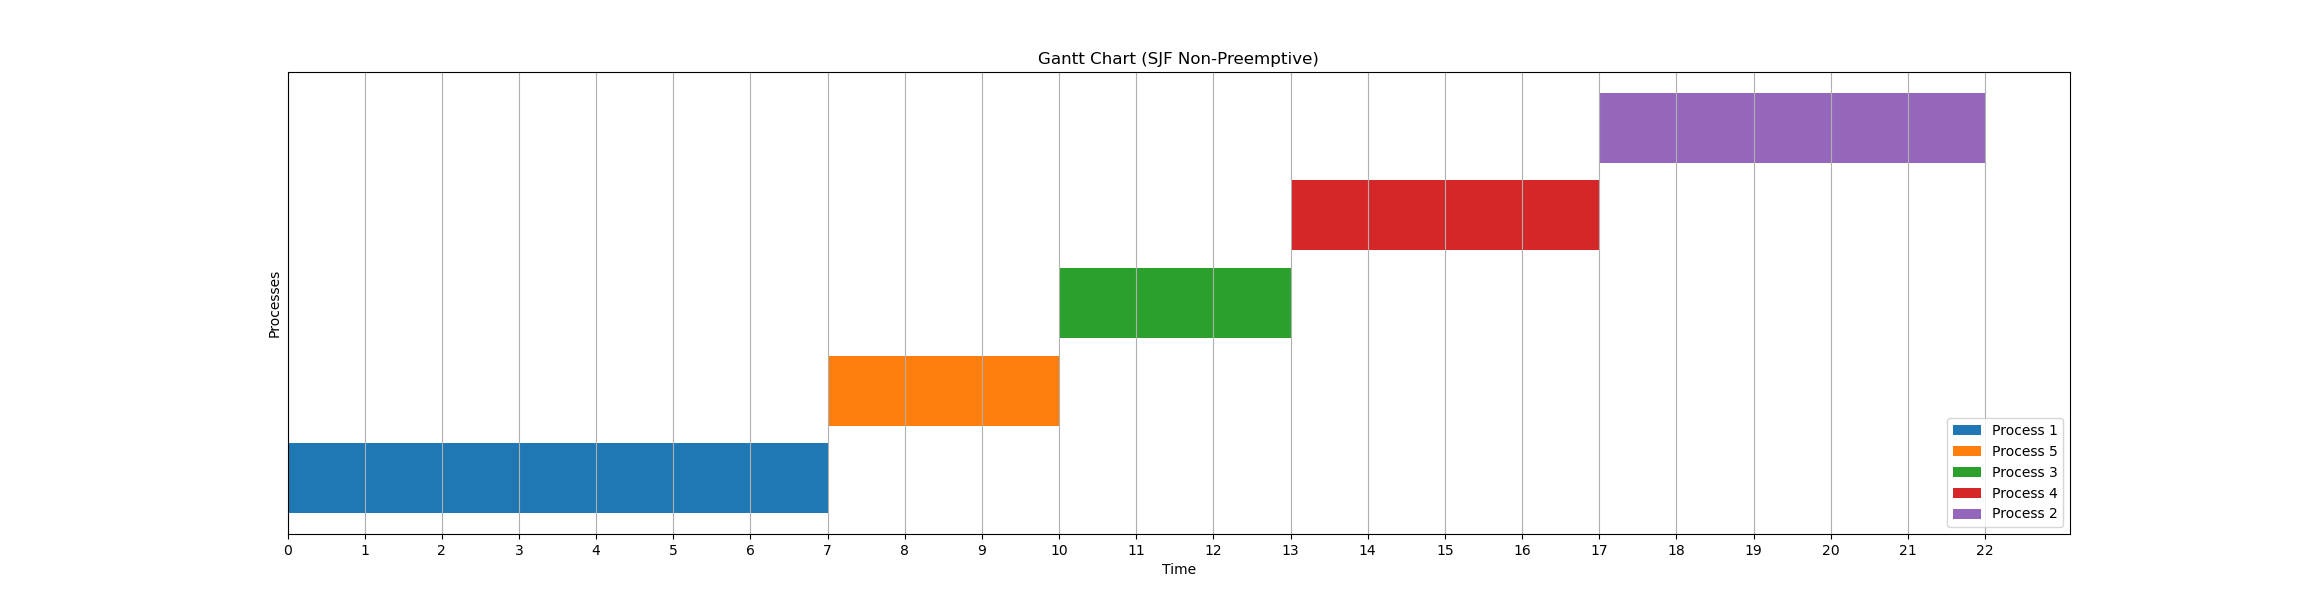 Gantt Chart (SJF Non-Preemptive)
Processes
0 1 2 3 4 5 6 7 8 9 10 11 12 13 14 15 16 17 18 19 20 21 22
Time
Process 1
Process 5
Process 3
Process 4
Process 2